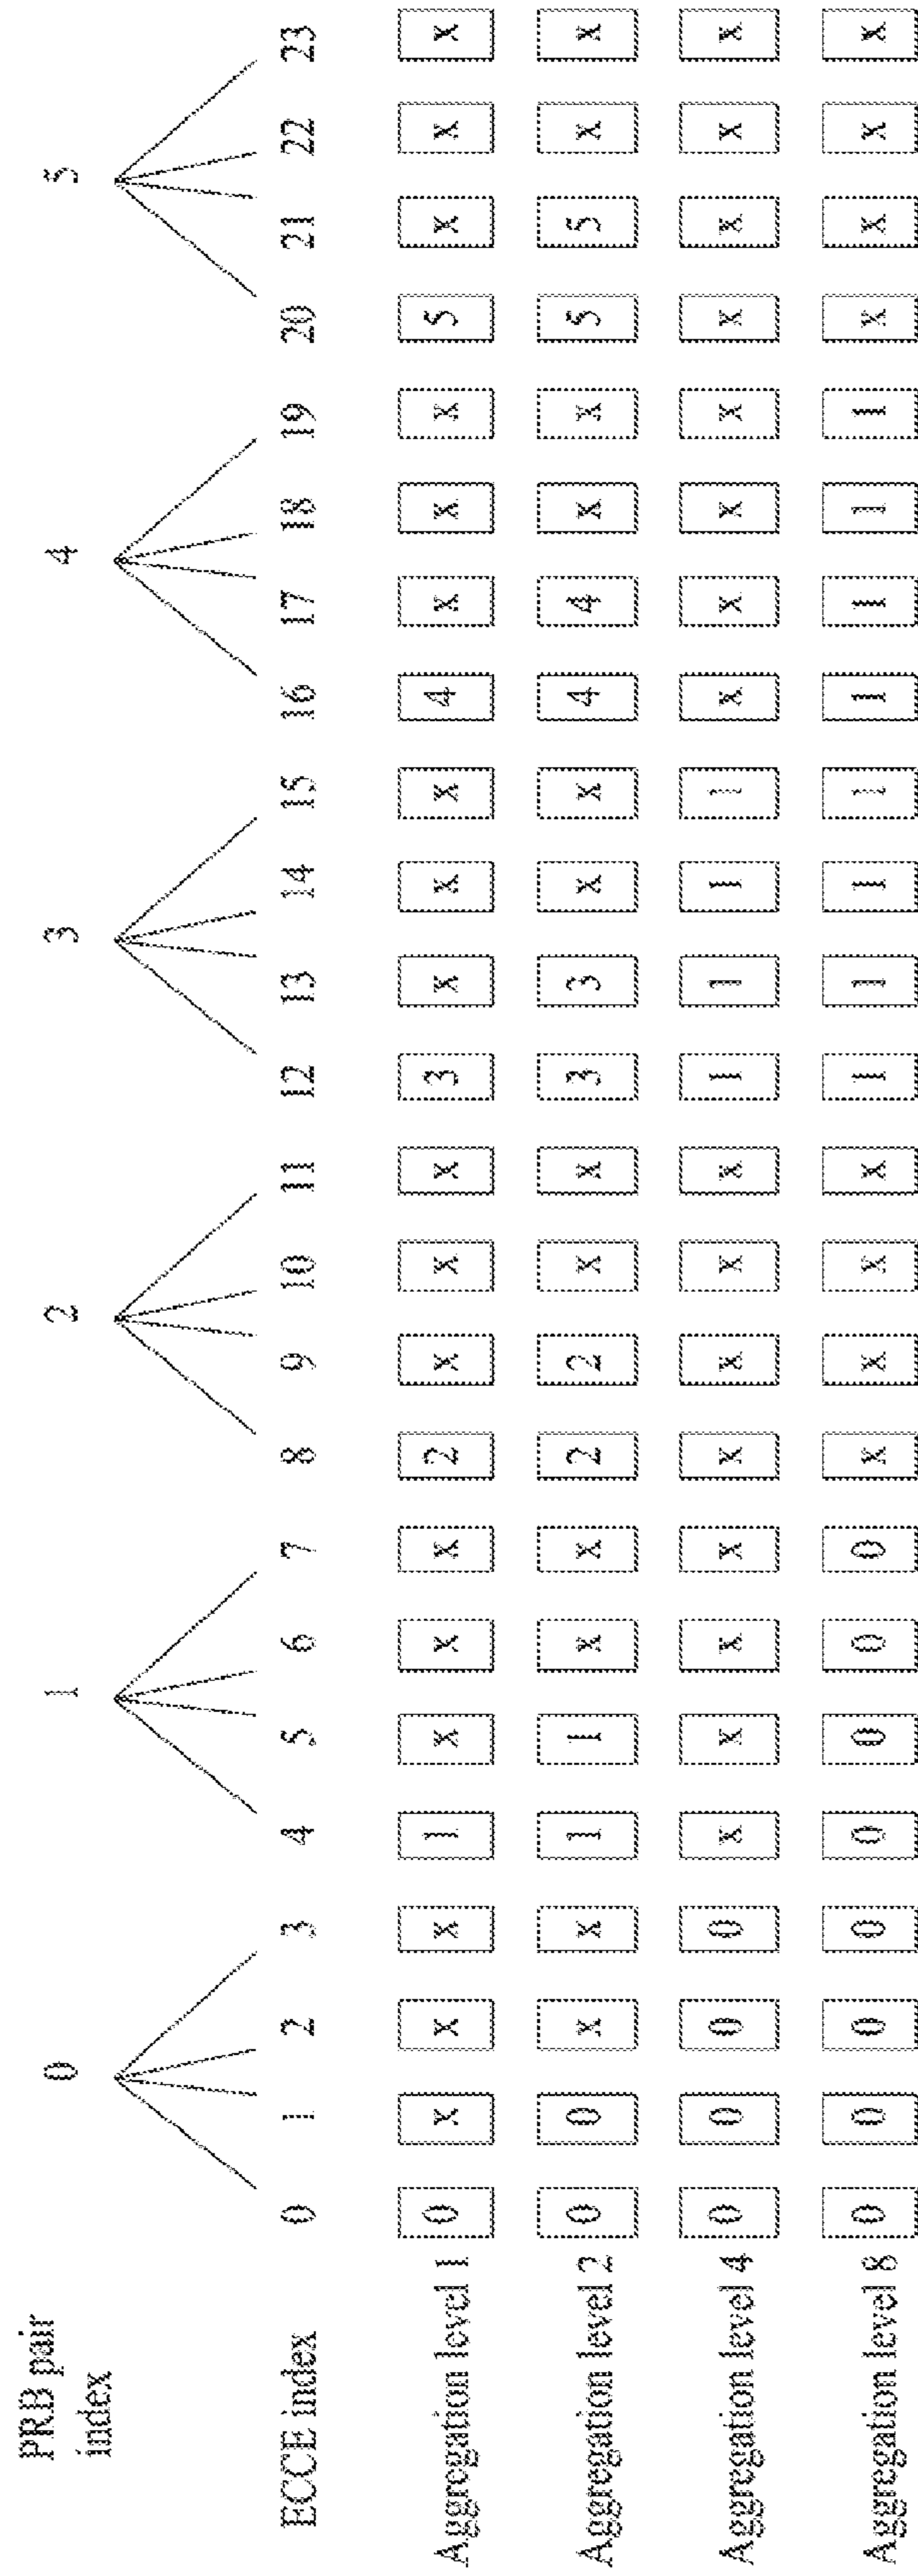 PRB pair index 0 1 2 3 4 5
ECCE index 0 1 2 3 4 5 6 7 8 9 10 11 12 13 14 15 16 17 18 19 20 21 22 23
Aggregation level 1 0 x x x 1 x x x 2 x x x 3 x x x 4 x x x 5 x x x
Aggregation level 2 0 0 x x 1 1 x x 2 2 x x 3 3 x x 4 4 x x 5 5 x x
Aggregation level 4 0 0 0 0 x x x x x x x x 1 1 1 1 x x x x x x x x
Aggregation level 8 0 0 0 0 0 0 0 0 x x x x 1 1 1 1 1 1 1 1 x x x x